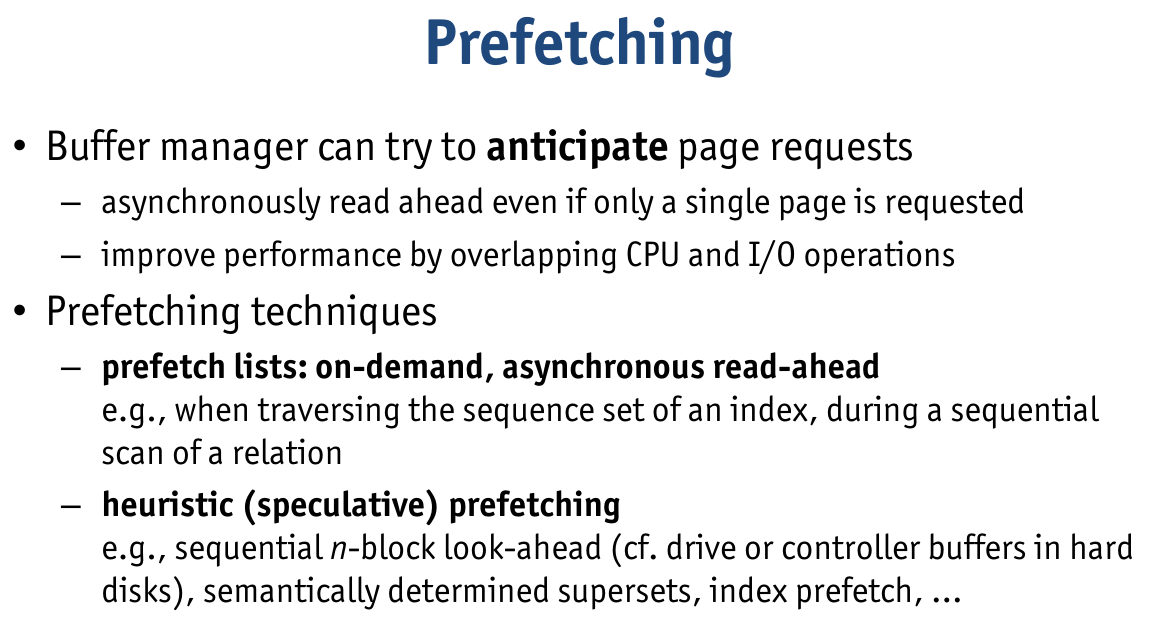 Prefetching
• Buffer manager can try to anticipate page requests
– asynchronously read ahead even if only a single page is requested
– improve performance by overlapping CPU and I/O operations
• Prefetching techniques
– prefetch lists: on-demand, asynchronous read-ahead
e.g., when traversing the sequence set of an index, during a sequential
scan of a relation
– heuristic (speculative) prefetching
e.g., sequential n-block look-ahead (cf. drive or controller buffers in hard
disks), semantically determined supersets, index prefetch, ...